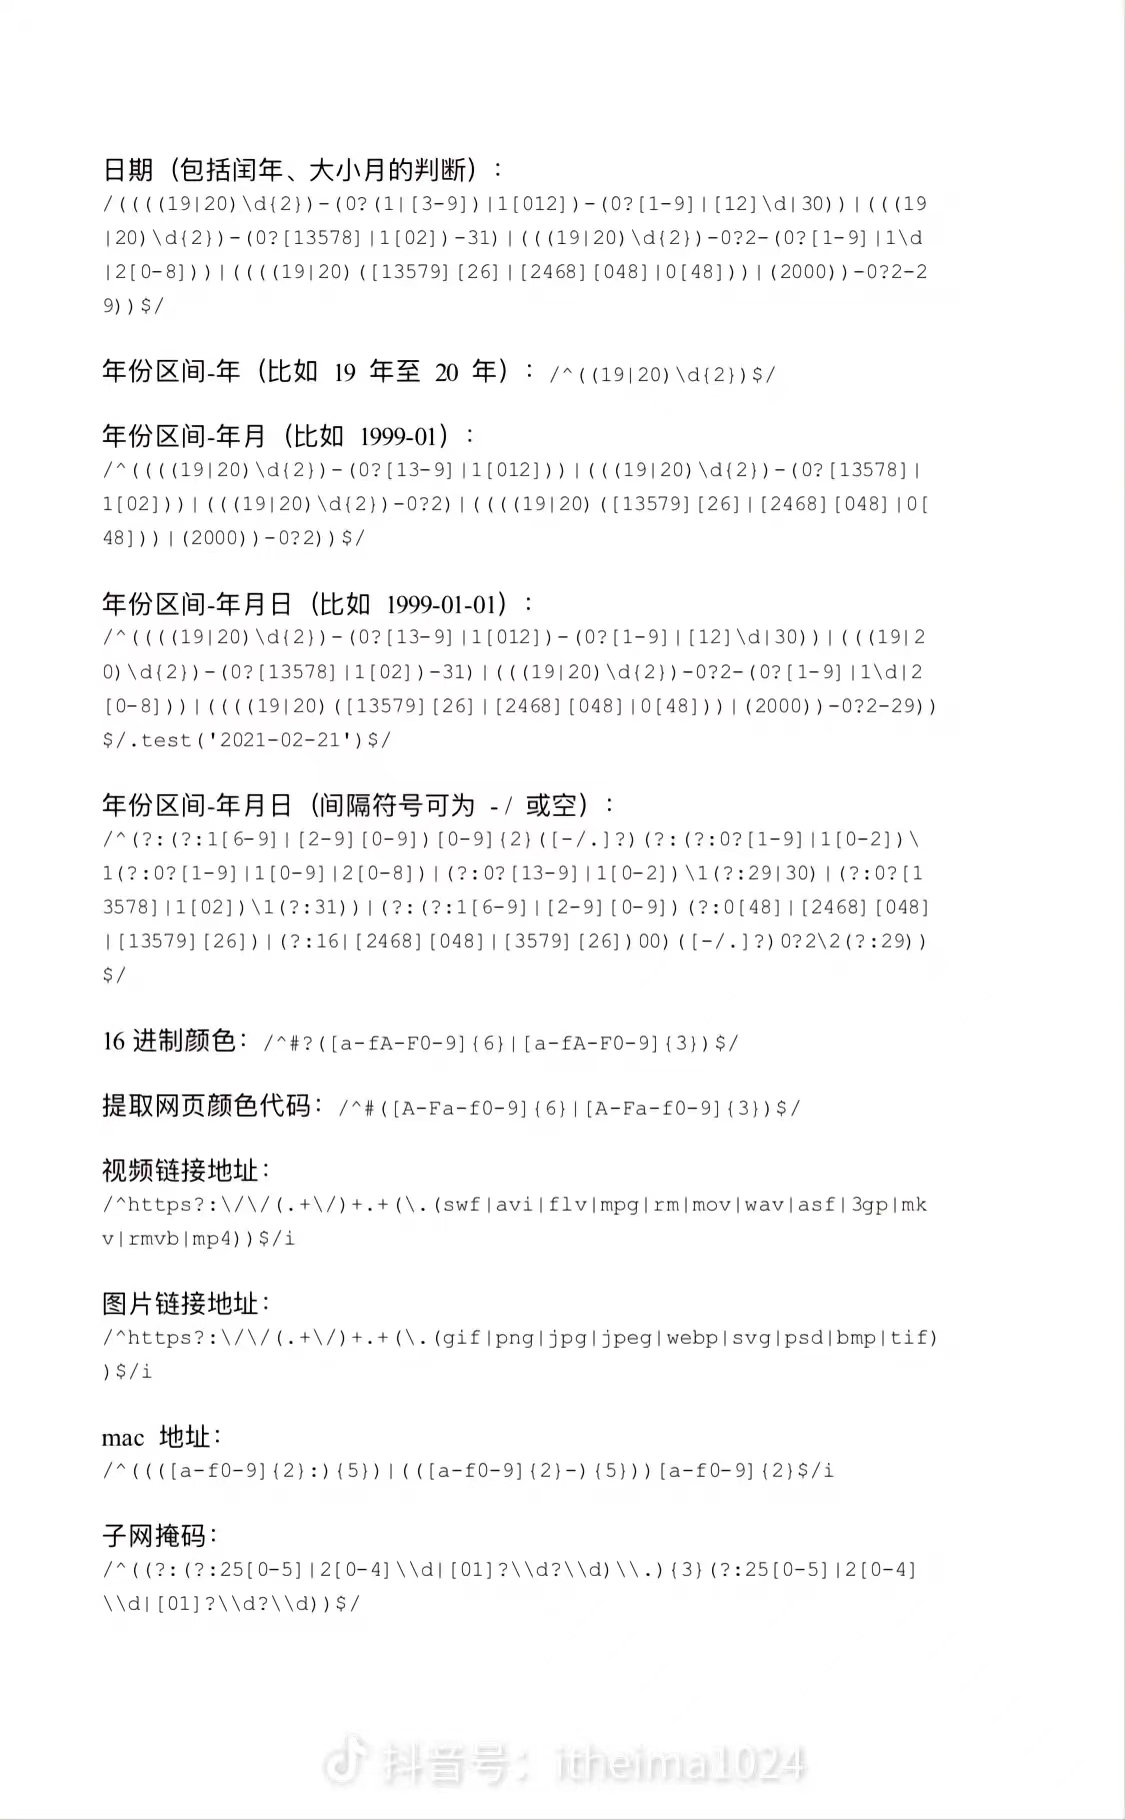 日期（包括闰年、大小月的判断）：
/((((19|20)\d{2})-(0?(1|[3-9])|1[012])-(0?[1-9]|[12]\d|30))|(((19
|20)\d{2})-(0?[13578]|1[02])-31)|(((19|20)\d{2})-0?2-(0?[1-9]|1\d
|2[0-8]))|((((19|20)([13579][26]|[2468][048]|0[48]))|(2000))-0?2-2
9))$/
年份区间-年（比如 19 年至 20 年）：/^((19|20)\d{2})$/
年份区间-年月（比如 1999-01）：
/^((((19|20)\d{2})-(0?[13-9]|1[012]))|(((19|20)\d{2})-(0?[13578]|
1[02]))|(((19|20)\d{2})-0?2)|((((19|20)([13579][26]|[2468][048]|0[
48]))|(2000))-0?2))$/
年份区间-年月日（比如 1999-01-01）：
/^((((19|20)\d{2})-(0?[13-9]|1[012])-(0?[1-9]|[12]\d|30))|(((19|2
0)\d{2})-(0?[13578]|1[02])-31)|(((19|20)\d{2})-0?2-(0?[1-9]|1\d|2
[0-8]))|((((19|20)([13579][26]|[2468][048]|0[48]))|(2000))-0?2-29))
$/.test('2021-02-21')$/
年份区间-年月日（间隔符号可为 -/ 或空）：
/^(?:(?:1[6-9]|[2-9][0-9])[0-9]{2}([-/.]?)(?:(?:0?[1-9]|1[0-2])\
1(?:0?[1-9]|1[0-9]|2[0-8])|(?:0?[13-9]|1[0-2])\1(?:29|30)|(?:0?[1
3578]|1[02])\1(?:31))|(?:(?:1[6-9]|[2-9][0-9])(?:0[48]|[2468][048]
|[13579][26])|(?:16|[2468][048]|[3579][26])00)([-/.]?)0?2\2(?:29))
$/
16 进制颜色：/^#?([a-fA-F0-9]{6}|[a-fA-F0-9]{3})$/
提取网页颜色代码：/^#([A-Fa-f0-9]{6}|[A-Fa-f0-9]{3})$/
视频链接地址：
/^https?:\/\/(.+\/)+.+(\.(swf|avi|flv|mpg|rm|mov|wav|asf|3gp|mk
v|rmvb|mp4))$/i
图片链接地址：
/^https?:\/\/(.+\/)+.+(\.(gif|png|jpg|jpeg|webp|svg|psd|bmp|tif)
)$/i
mac 地址：
/^((([a-f0-9]{2}:){5})|(([a-f0-9]{2}-){5}))[a-f0-9]{2}$/i
子网掩码：
/^((?:(?:25[0-5]|2[0-4]\\d|[01]?\\d?\\d)\\.){3}(?:25[0-5]|2[0-4]
\\d|[01]?\\d?\\d))$/
抖音号：itheima1024